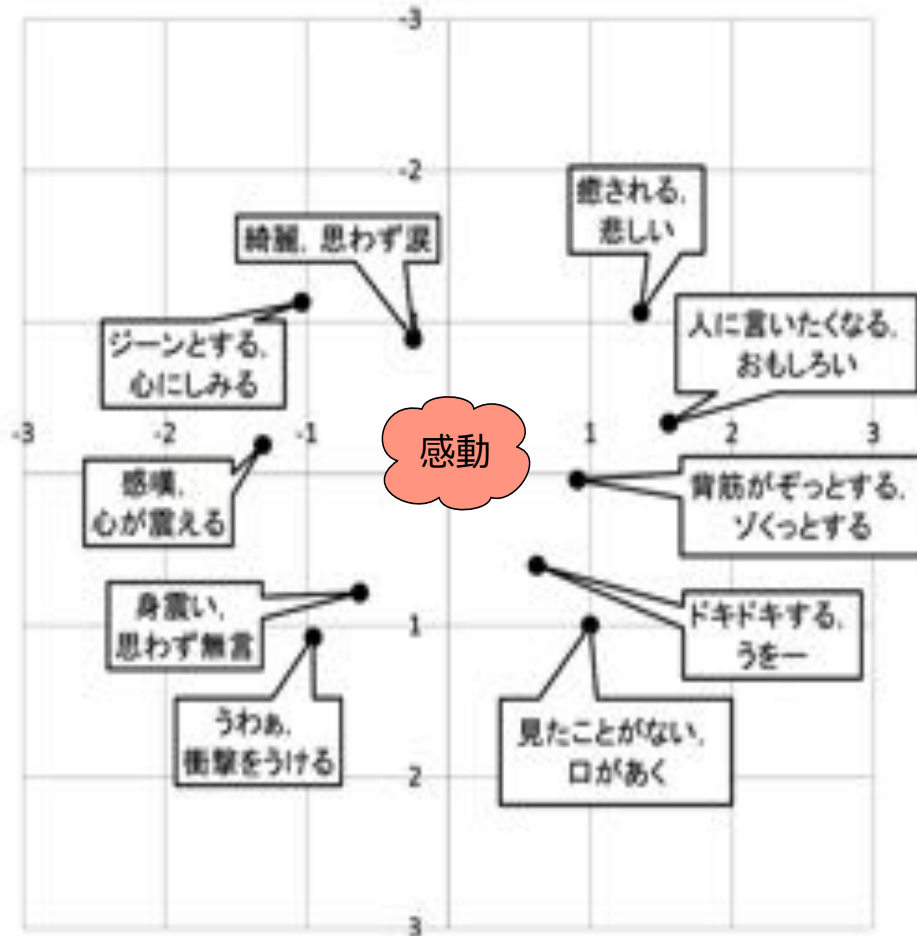 -3
-2
癒される,
悲しい
綺麗, 思わず涙
人に言いたくなる,
おもしろい
ジーンとする,
心にしみる
-3
-2
-1
感動
1
2
3
感嘆,
心が震える
背筋がぞっとする,
ゾくっとする
身震い,
思わず無言
1
ドキドキする,
うをー
うわぁ,
衝撃をうける
見たことがない,
口があく
2
3